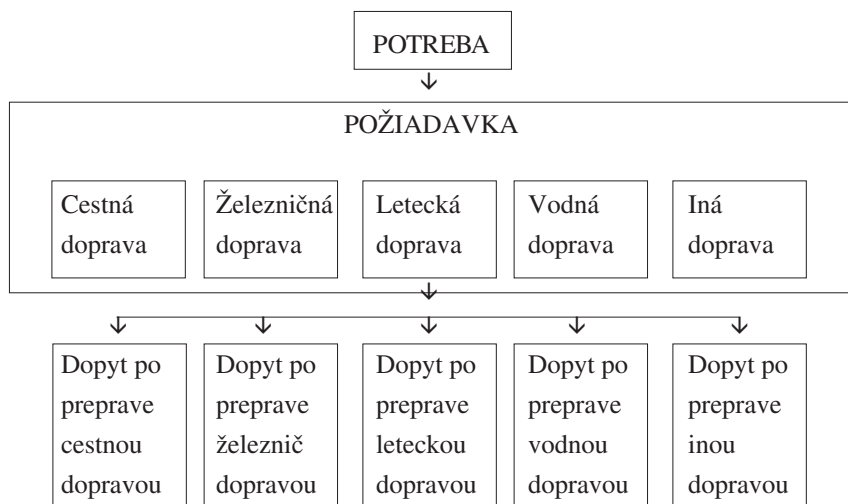 POTREBA
POŽIADAVKA
Cestná
doprava
Železničná
doprava
Letecká
doprava
Vodná
doprava
Iná
doprava
Dopyt po
preprave
cestnou
dopravou
Dopyt po
preprave
železnič
dopravou
Dopyt po
preprave
leteckou
dopravou
Dopyt po
preprave
vodnou
dopravou
Dopyt po
preprave
inou
dopravou